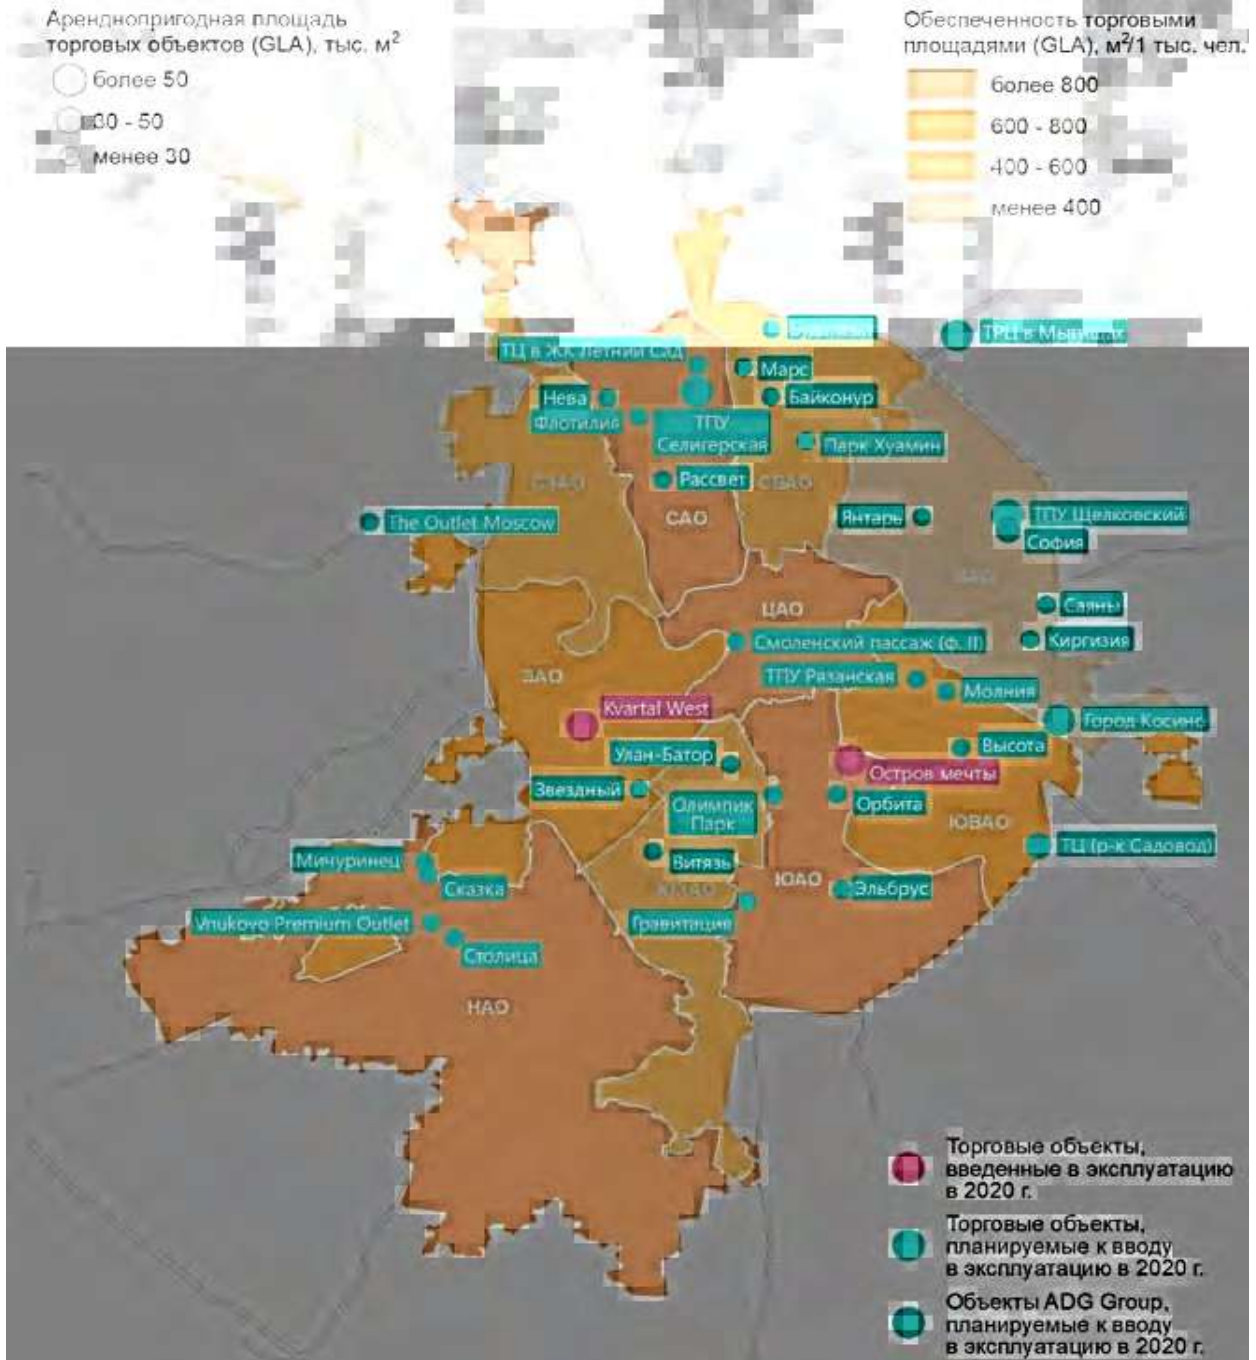 Аренднопригодная площадь
торговых объектов (GLA), тыс. м²
более 50
30 - 50
менее 30
Обеспеченность торговыми
площадями (GLA), м²/1 тыс. чел.
более 800
600 - 800
400 - 600
менее 400
ТРЦ в Мытищах
ТЦ в ЖК Летний Сад
Марс
Нева
Байконур
Флотилия
ТПУ
Селигерская
Парк Хуамин
Рассвет
СЗАО
СВАО
САО
The Outlet Moscow
Янтарь
ТПУ Щелковский
София
ВАО
Саяны
ЦАО
Смоленский пассаж (ф. II)
Киргизия
ЗАО
ТПУ Рязанская
Молния
Kvartal West
Город Косино
Улан-Батор
Высота
Остров мечты
Звездный
Олимпик
Парк
Орбита
ЮВАО
ТЦ (р-к Садовод)
Мичуринец
Витязь
Сказка
ЮЗАО
ЮАО
Эльбрус
Vnukovo Premium Outlet
Гравитация
Столица
НАО
Торговые объекты,
введенные в эксплуатацию
в 2020 г.
Торговые объекты,
планируемые к вводу
в эксплуатацию в 2020 г.
Объекты ADG Group,
планируемые к вводу
в эксплуатацию в 2020 г.